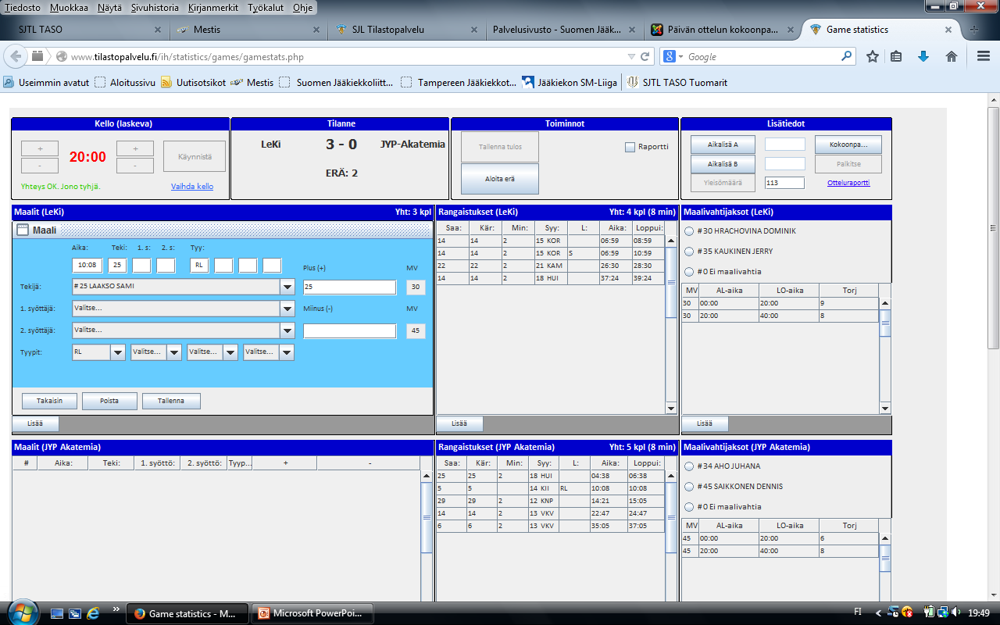 Tiedosto Muokkaa Näytä Sivuhistoria Kirjanmerkit Työkalut Ohje
SJTL TASO
Mestis
SJL Tilastopalvelu
Palvelusivusto - Suomen Jääk...
Päivän ottelun kokoonpa...
Game statistics
www.tilastopalvelu.fi/ih/statistics/games/gamestats.php
Google
Useimmin avatut Aloitussivu Uutisotsikot Mestis Suomen Jääkiekkoliitt... Tampereen Jääkiekkot... Jääkiekon SM-Liiga SJTL TASO Tuomarit
Kello (laskeva)
+ +
20:00
- -
Käynnistä
Yhteys OK. Jono tyhjä. Vaihda kello
Tilanne
LeKi 3 - 0 JYP-Akatemia
ERÄ: 2
Toiminnot
Tallenna tulos Raportti
Aloita erä
Lisätiedot
Aikalisä A Kokoonpa...
Aikalisä B Palkitse
Yleisömäärä 113 Otteluraportti
Maalit (LeKi) Yht: 3 kpl
Maali
Aika: Teki: 1. s: 2. s: Tyy:
10:08 25 RL
Plus (+) MV
Tekijä: # 25 LAAKSO SAMI 25 30
1. syöttäjä: Valitse... Miinus (-) MV
2. syöttäjä: Valitse... 45
Tyypit: RL Valitse... Valitse... Valitse...
Takaisin Poista Tallenna
Lisää
Rangaistukset (LeKi) Yht: 4 kpl (8 min)
Saa: Kär: Min: Syy: L: Aika: Loppui:
14 14 2 15 KOR 06:59 08:59
14 14 2 15 KOR S 06:59 10:59
22 22 2 21 KAM 26:30 28:30
14 14 2 18 HUI 37:24 39:24
Lisää
Maalivahtijaksot (LeKi)
# 30 HRACHOVINA DOMINIK
# 35 KAUKINEN JERRY
# 0 Ei maalivahtia
MV AL-aika LO-aika Torj
30 00:00 20:00 9
30 20:00 40:00 8
Lisää
Maalit (JYP Akatemia)
# Aika: Teki: 1. syöttö: 2. syöttö: Tyyp... + -
Rangaistukset (JYP Akatemia) Yht: 5 kpl (8 min)
Saa: Kär: Min: Syy: L: Aika: Loppui:
25 25 2 18 HUI 04:38 06:38
5 5 14 KII RL 10:08 10:08
29 29 2 12 KNP 14:21 15:05
14 14 2 13 VKV 22:47 24:47
6 6 2 13 VKV 35:05 37:05
Maalivahtijaksot (JYP Akatemia)
# 34 AHO JUHANA
# 45 SAIKKONEN DENNIS
# 0 Ei maalivahtia
MV AL-aika LO-aika Torj
45 00:00 20:00 6
45 20:00 40:00 8
Game statistics - M... Microsoft PowerPoi... FI 19:49